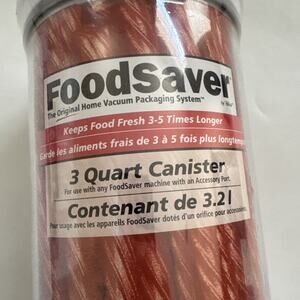 FoodSaver®
The Original Home Vacuum Packaging System™
Keeps Food Fresh 3-5 Times Longer
Garde les aliments frais de 3 à 5 fois plus longtemps
3 Quart Canister
For use with any FoodSaver machine with an Accessory Port.
Contenant de 3.2 l
Pour usage avec les appareils FoodSaver dotés d'un orifice pour accessoires.